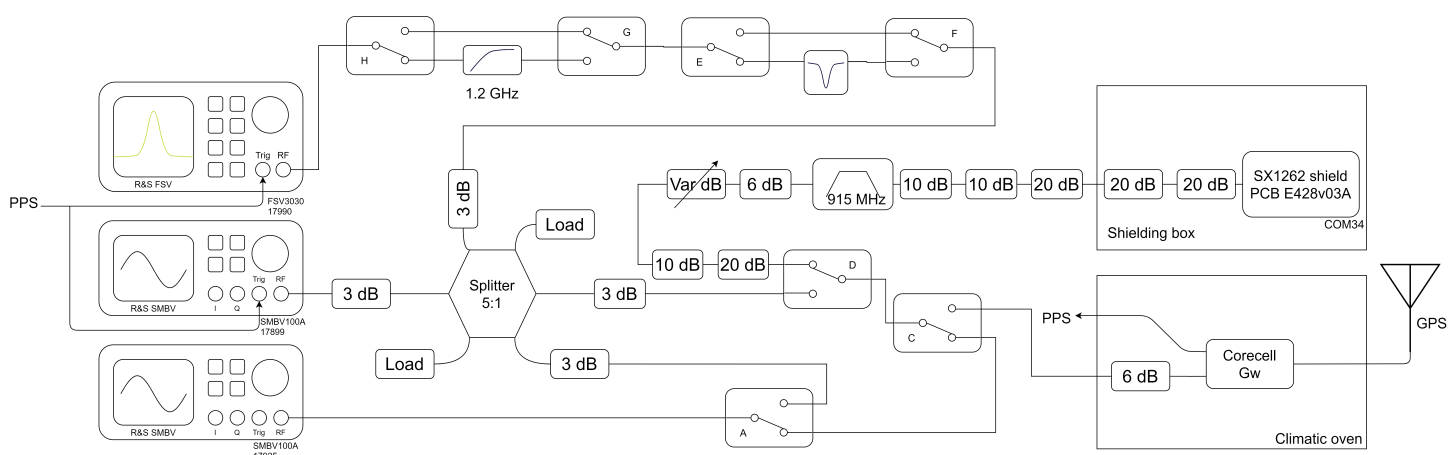 H
G
E
F
1.2 GHz
Trig RF
R&S FSV
FSV3030
17990
PPS
3 dB
Load
Var dB
6 dB
915 MHz
10 dB
10 dB
20 dB
20 dB
20 dB
SX1262 shield
PCB E428v03A
COM34
Shielding box
Trig RF
I Q
R&S SMBV
SMBV100A
17899
3 dB
Splitter
5:1
3 dB
10 dB
20 dB
D
C
Load
3 dB
A
R&S SMBV
I Q Trig RF
SMBV100A
PPS
6 dB
Corecell
Gw
GPS
Climatic oven